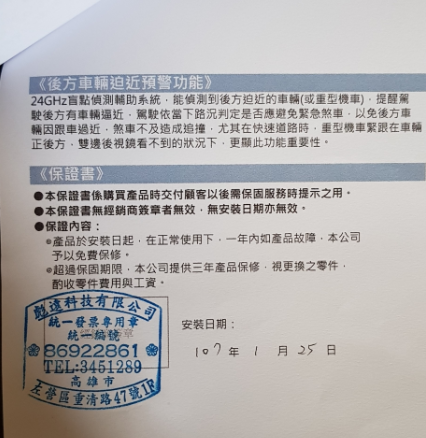 《後方車輛迫近預警功能》
24GHz盲點偵測輔助系統，能偵測到後方迫近的車輛(或重型機車)，提醒駕
駛後方有車輛逼近，駕駛依當下路況判定是否應避免緊急煞車，以免後方車
輛因跟車過近，煞車不及造成追撞，尤其在快速道路時，重型機車緊跟在車輛
正後方，雙邊後視鏡看不到的狀況下，更顯此功能重要性。
《保證書》
●本保證書係購買產品時交付顧客以後需保固服務時提示之用。
●本保證書無經銷商簽章者無效，無安裝日期亦無效。
●保證內容：
◉產品於安裝日起，在正常使用下，一年內如產品故障，本公司
予以免費保修。
◉超過保固期限，本公司提供三年產品保修，視更換之零件，
酌收零件費用與工資。
遠科技有限公司
統一發票專用章
統一編號
86922861
TEL:3451289
高雄市
左營區重清路47號1F
安裝日期：
107年 1 月 25 日